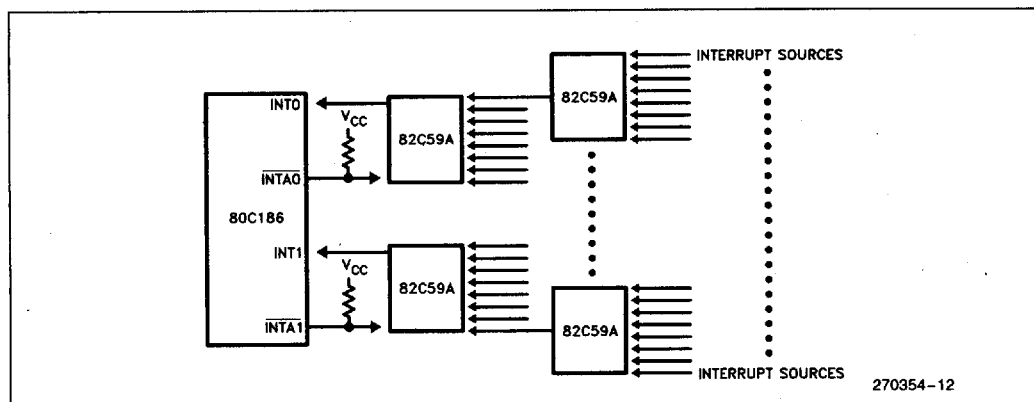 INTERRUPT SOURCES
INT0
82C59A
82C59A
VCC
INTA0
80C186
INT1
82C59A
VCC
82C59A
INTA1
INTERRUPT SOURCES
270354-12